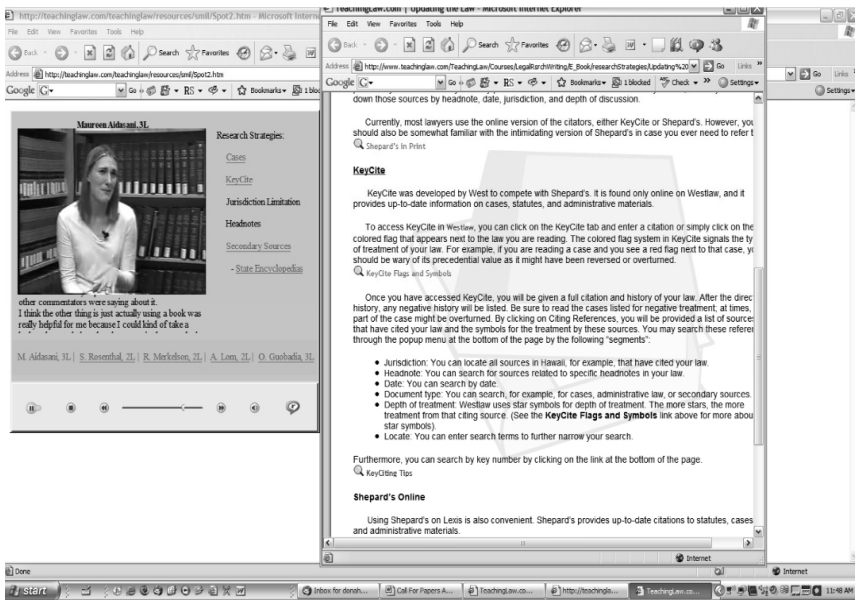 http://teachinglaw.com/teachinglaw/resources/smil/Spot2.htm - Microsoft Intern
File Edit View Favorites Tools Help
Back Search Favorites
Address http://teachinglaw.com/teachinglaw/resources/smil/Spot2.htm
Google Go RS Bookmarks 1 bloc
Maureen Aidasani, 3L
Research Strategies:
Cases
KeyCite
Jurisdiction Limitation
Headnotes
Secondary Sources
- State Encyclopedias
other commentators were saying about it.
I think the other thing is just actually using a book was
really helpful for me because I could kind of take a
M. Aidasani, 3L | S. Rosenthal, 2L | R. Merkelson, 2L | A. Lom, 2L | O. Guobadia, 3L
TeachingLaw.com | Updating the Law - Microsoft Internet Explorer
File Edit View Favorites Tools Help
Back Search Favorites
Address http://www.teachinglaw.com/TeachingLaw/Courses/LegalRsrchWriting/E_Book/researchStrategies/Updating%20 Go Links »
Google Go RS Bookmarks 1 blocked Check » Settings
down those sources by headnote, date, jurisdiction, and depth of discussion.
Currently, most lawyers use the online version of the citators, either KeyCite or Shepard's. However, you
should also be somewhat familiar with the intimidating version of Shepard's in case you ever need to refer t
Shepard's in Print
KeyCite
KeyCite was developed by West to compete with Shepard's. It is found only online on Westlaw, and it
provides up-to-date information on cases, statutes, and administrative materials.
To access KeyCite in Westlaw, you can click on the KeyCite tab and enter a citation or simply click on the
colored flag that appears next to the law you are reading. The colored flag system in KeyCite signals the ty
of treatment of your law. For example, if you are reading a case and you see a red flag next to that case, yo
should be wary of its precedential value as it might have been reversed or overturned.
KeyCite Flags and Symbols
Once you have accessed KeyCite, you will be given a full citation and history of your law. After the direc
history, any negative history will be listed. Be sure to read the cases listed for negative treatment; at times,
part of the case might be overturned. By clicking on Citing References, you will be provided a list of source
that have cited your law and the symbols for the treatment by these sources. You may search these referen
through the popup menu at the bottom of the page by the following "segments":
• Jurisdiction: You can locate all sources in Hawaii, for example, that have cited your law.
• Headnote: You can search for sources related to specific headnotes in your law.
• Date: You can search by date.
• Document type: You can search, for example, for cases, administrative law, or secondary sources.
• Depth of treatment: Westlaw uses star symbols for depth of treatment. The more stars, the more
treatment from that citing source. (See the KeyCite Flags and Symbols link above for more abou
star symbols).
• Locate: You can enter search terms to further narrow your search.
Furthermore, you can search by key number by clicking on the link at the bottom of the page.
KeyCiting Tips
Shepard's Online
Using Shepard's on Lexis is also convenient. Shepard's provides up-to-date citations to statutes, cases
and administrative materials.
Internet
Go Links »
Settings
Done
Internet
start
Inbox for donah...
Call For Papers A...
TeachingLaw.co...
http://teachingla...
TeachingLaw.co...
11:48 AM